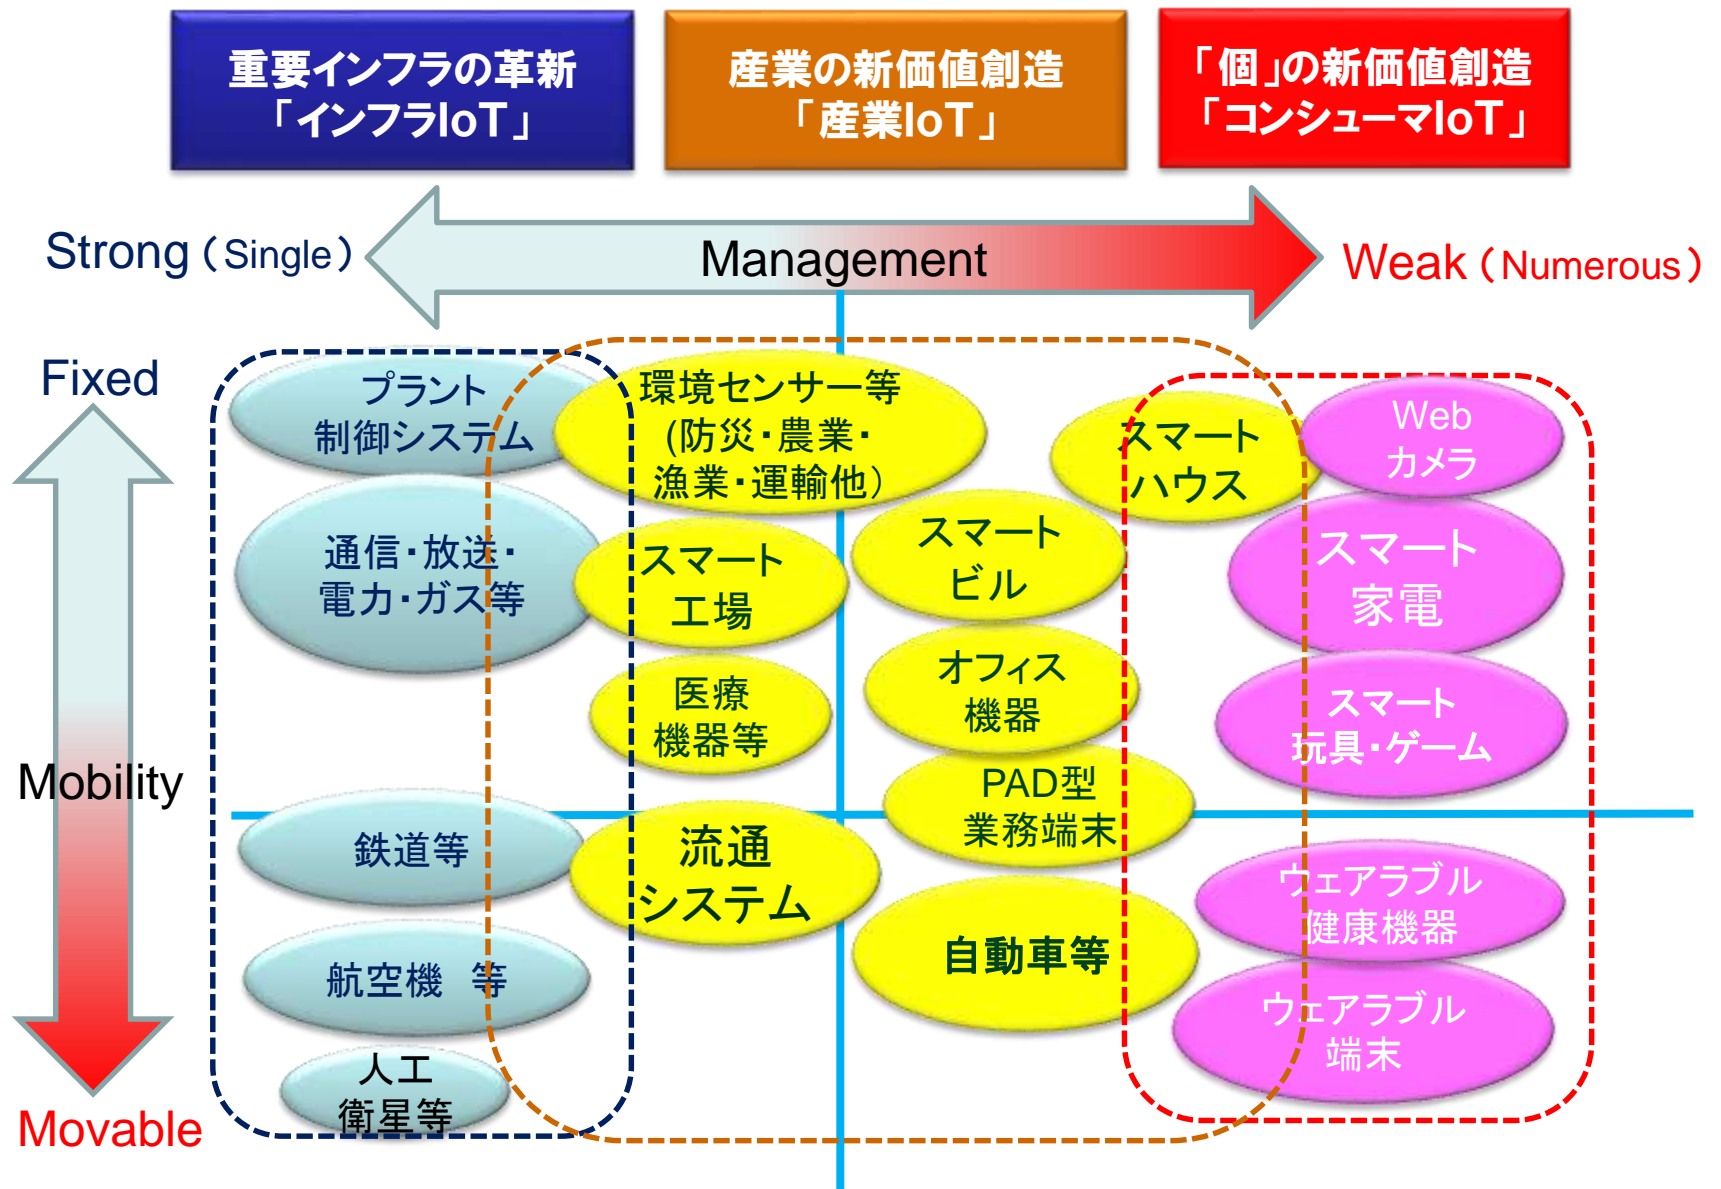 重要インフラの革新
「インフラIoT」
産業の新価値創造
「産業IoT」
「個」の新価値創造
「コンシューマIoT」
Strong（Single）
Management
Weak（Numerous）
Fixed
Mobility
Movable
プラント
制御システム
環境センサー等
(防災・農業・
漁業・運輸他）
スマート
ハウス
Web
カメラ
通信・放送・
電力・ガス等
スマート
工場
スマート
ビル
スマート
家電
医療
機器等
オフィス
機器
スマート
玩具・ゲーム
PAD型
業務端末
鉄道等
流通
システム
ウェアラブル
健康機器
航空機　等
自動車等
ウェアラブル
端末
人工
衛星等